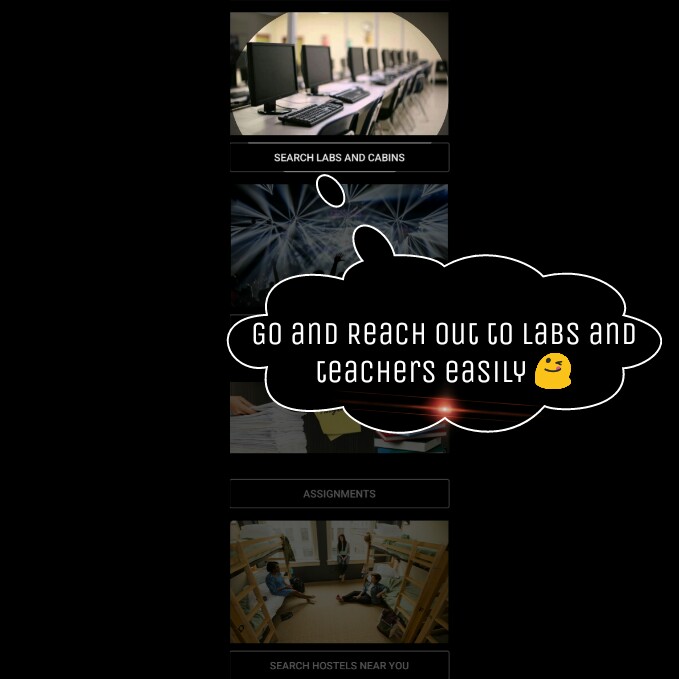 SEARCH LABS AND CABINS
GO and Reach out to Labs and
teachers easily 😜
ASSIGNMENTS
SEARCH HOSTELS NEAR YOU